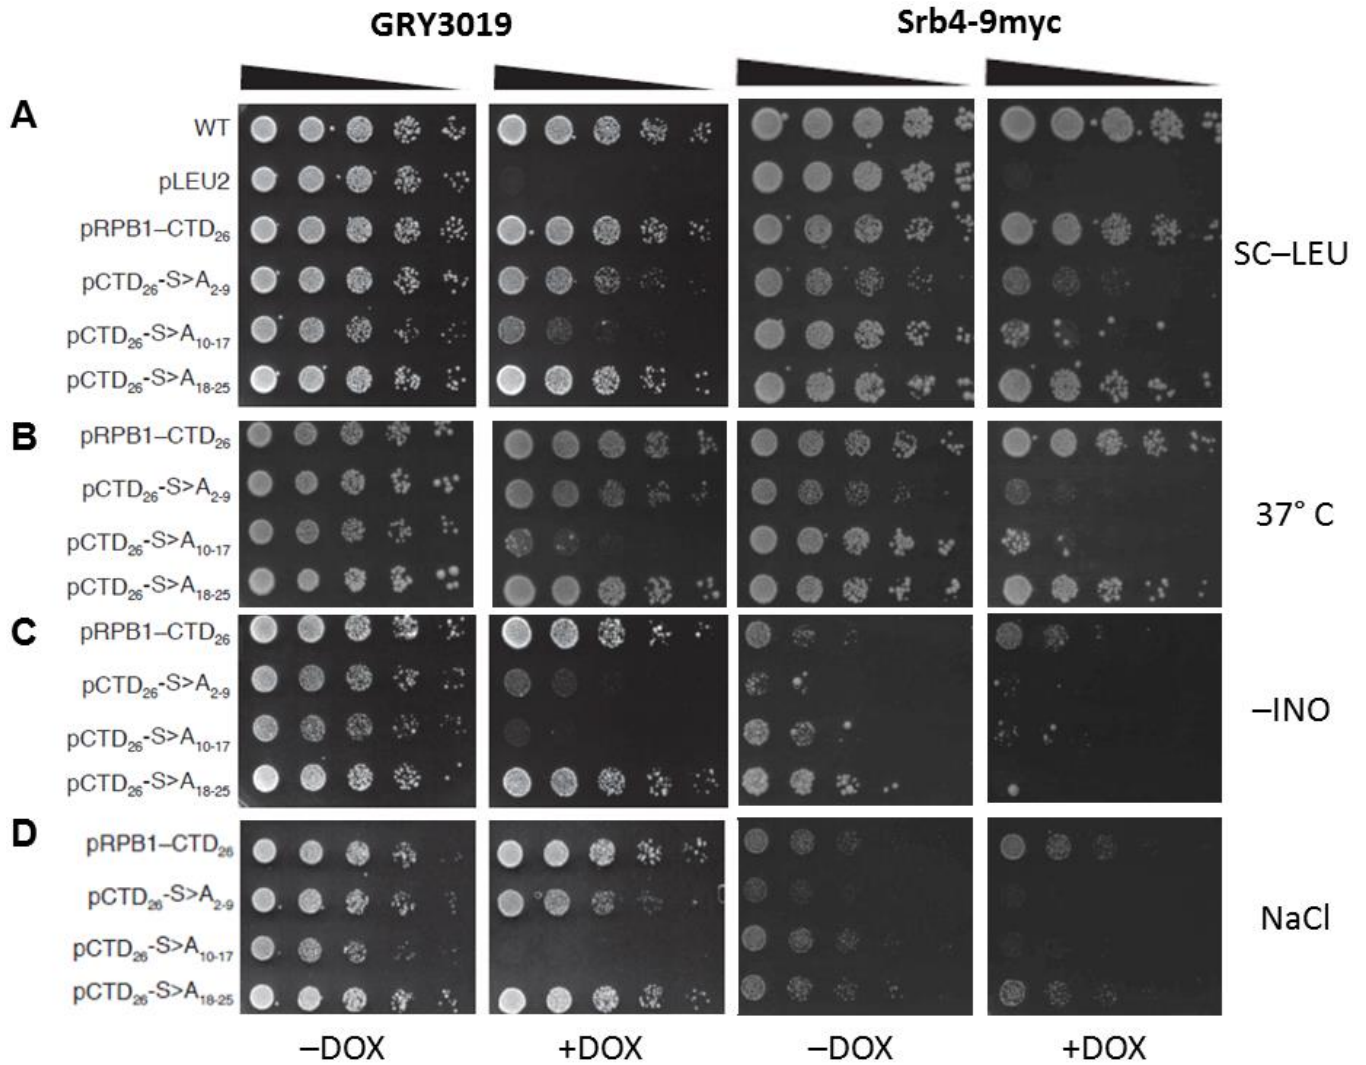 GRY3019 Srb4-9myc
A
WT
pLEU2
pRPB1–CTD26
pCTD26-S>A2-9
pCTD26-S>A10-17
pCTD26-S>A18-25
SC–LEU
B
pRPB1–CTD26
pCTD26-S>A2-9
pCTD26-S>A10-17
pCTD26-S>A18-25
37° C
C
pRPB1–CTD26
pCTD26-S>A2-9
pCTD26-S>A10-17
pCTD26-S>A18-25
–INO
D
pRPB1–CTD26
pCTD26-S>A2-9
pCTD26-S>A10-17
pCTD26-S>A18-25
NaCl
–DOX +DOX –DOX +DOX